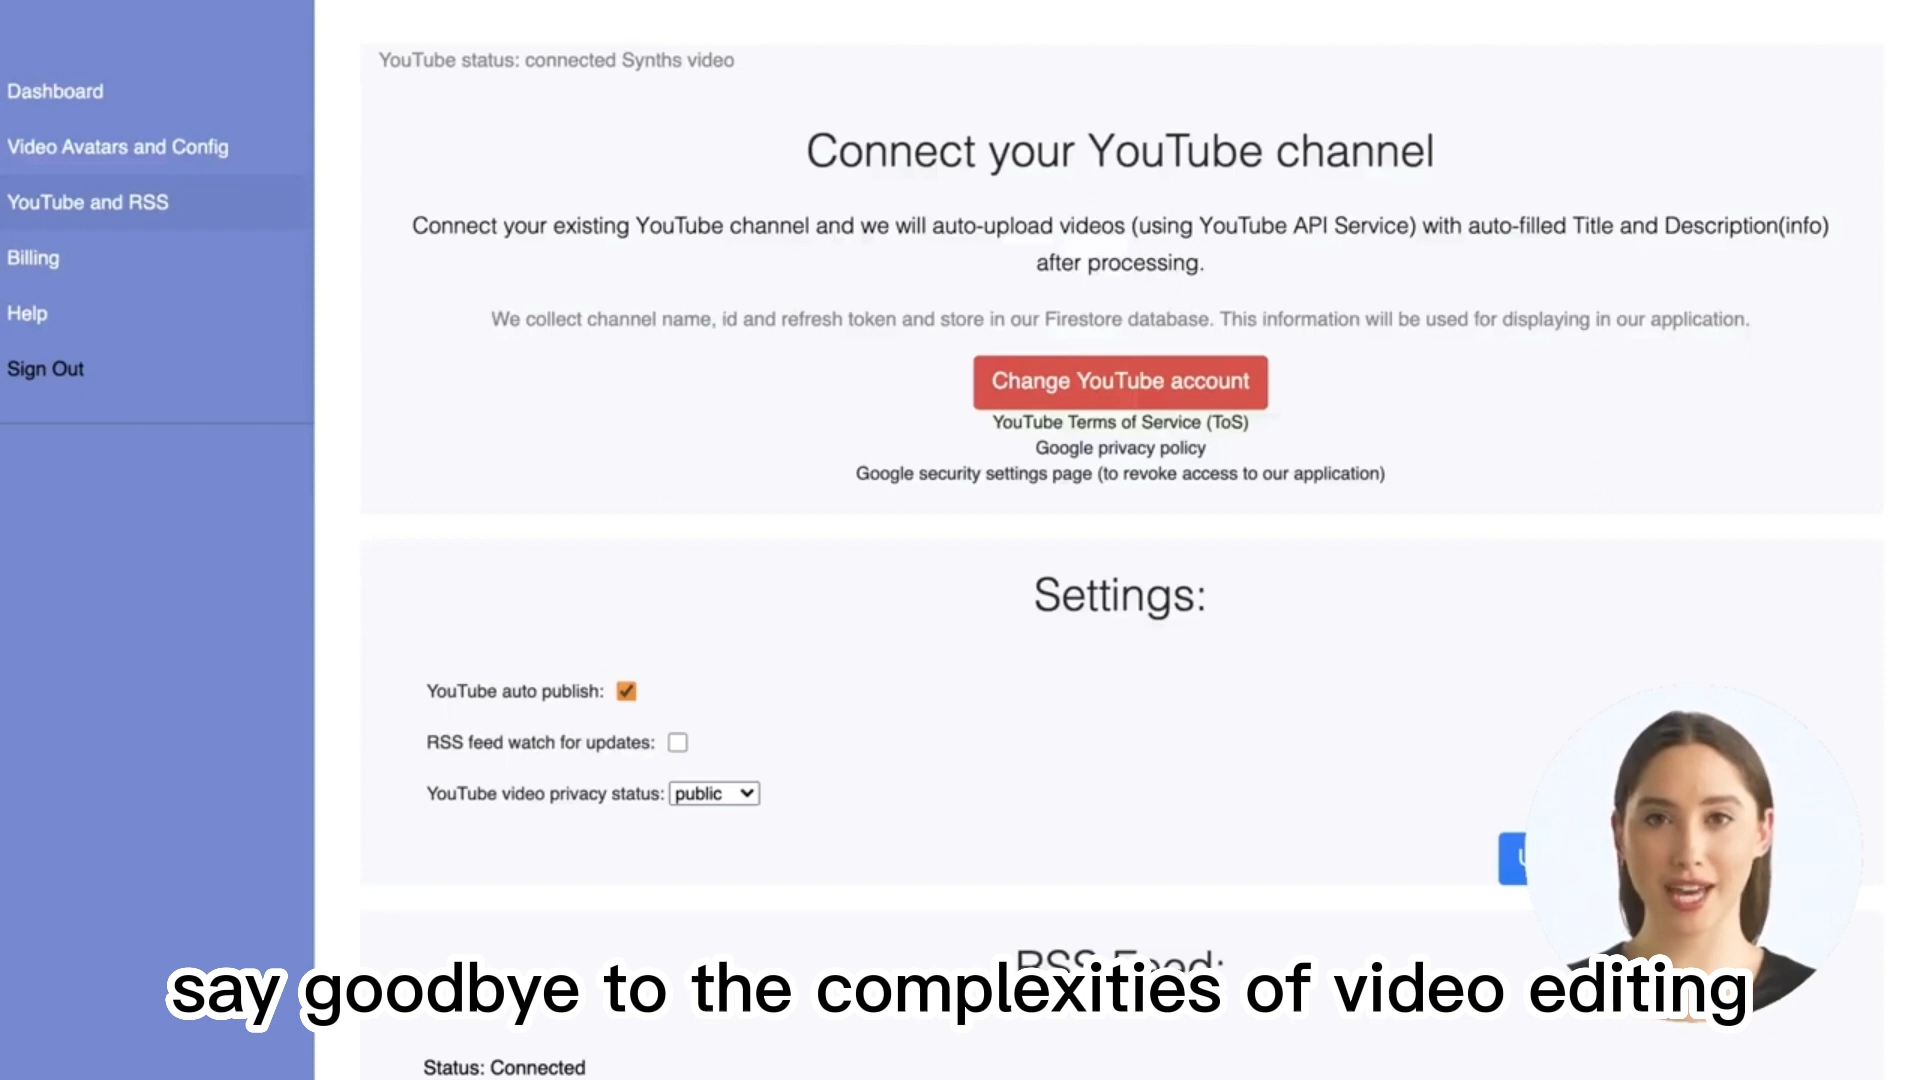 YouTube status: connected Synths video
Dashboard
Video Avatars and Config
YouTube and RSS
Billing
Help
Sign Out
Connect your YouTube channel
Connect your existing YouTube channel and we will auto-upload videos (using YouTube API Service) with auto-filled Title and Description(info)
after processing.
We collect channel name, id and refresh token and store in our Firestore database. This information will be used for displaying in our application.
Change YouTube account
YouTube Terms of Service (ToS)
Google privacy policy
Google security settings page (to revoke access to our application)
Settings:
YouTube auto publish:
RSS feed watch for updates:
YouTube video privacy status: public
RSS Feed:
say goodbye to the complexities of video editing
Status: Connected